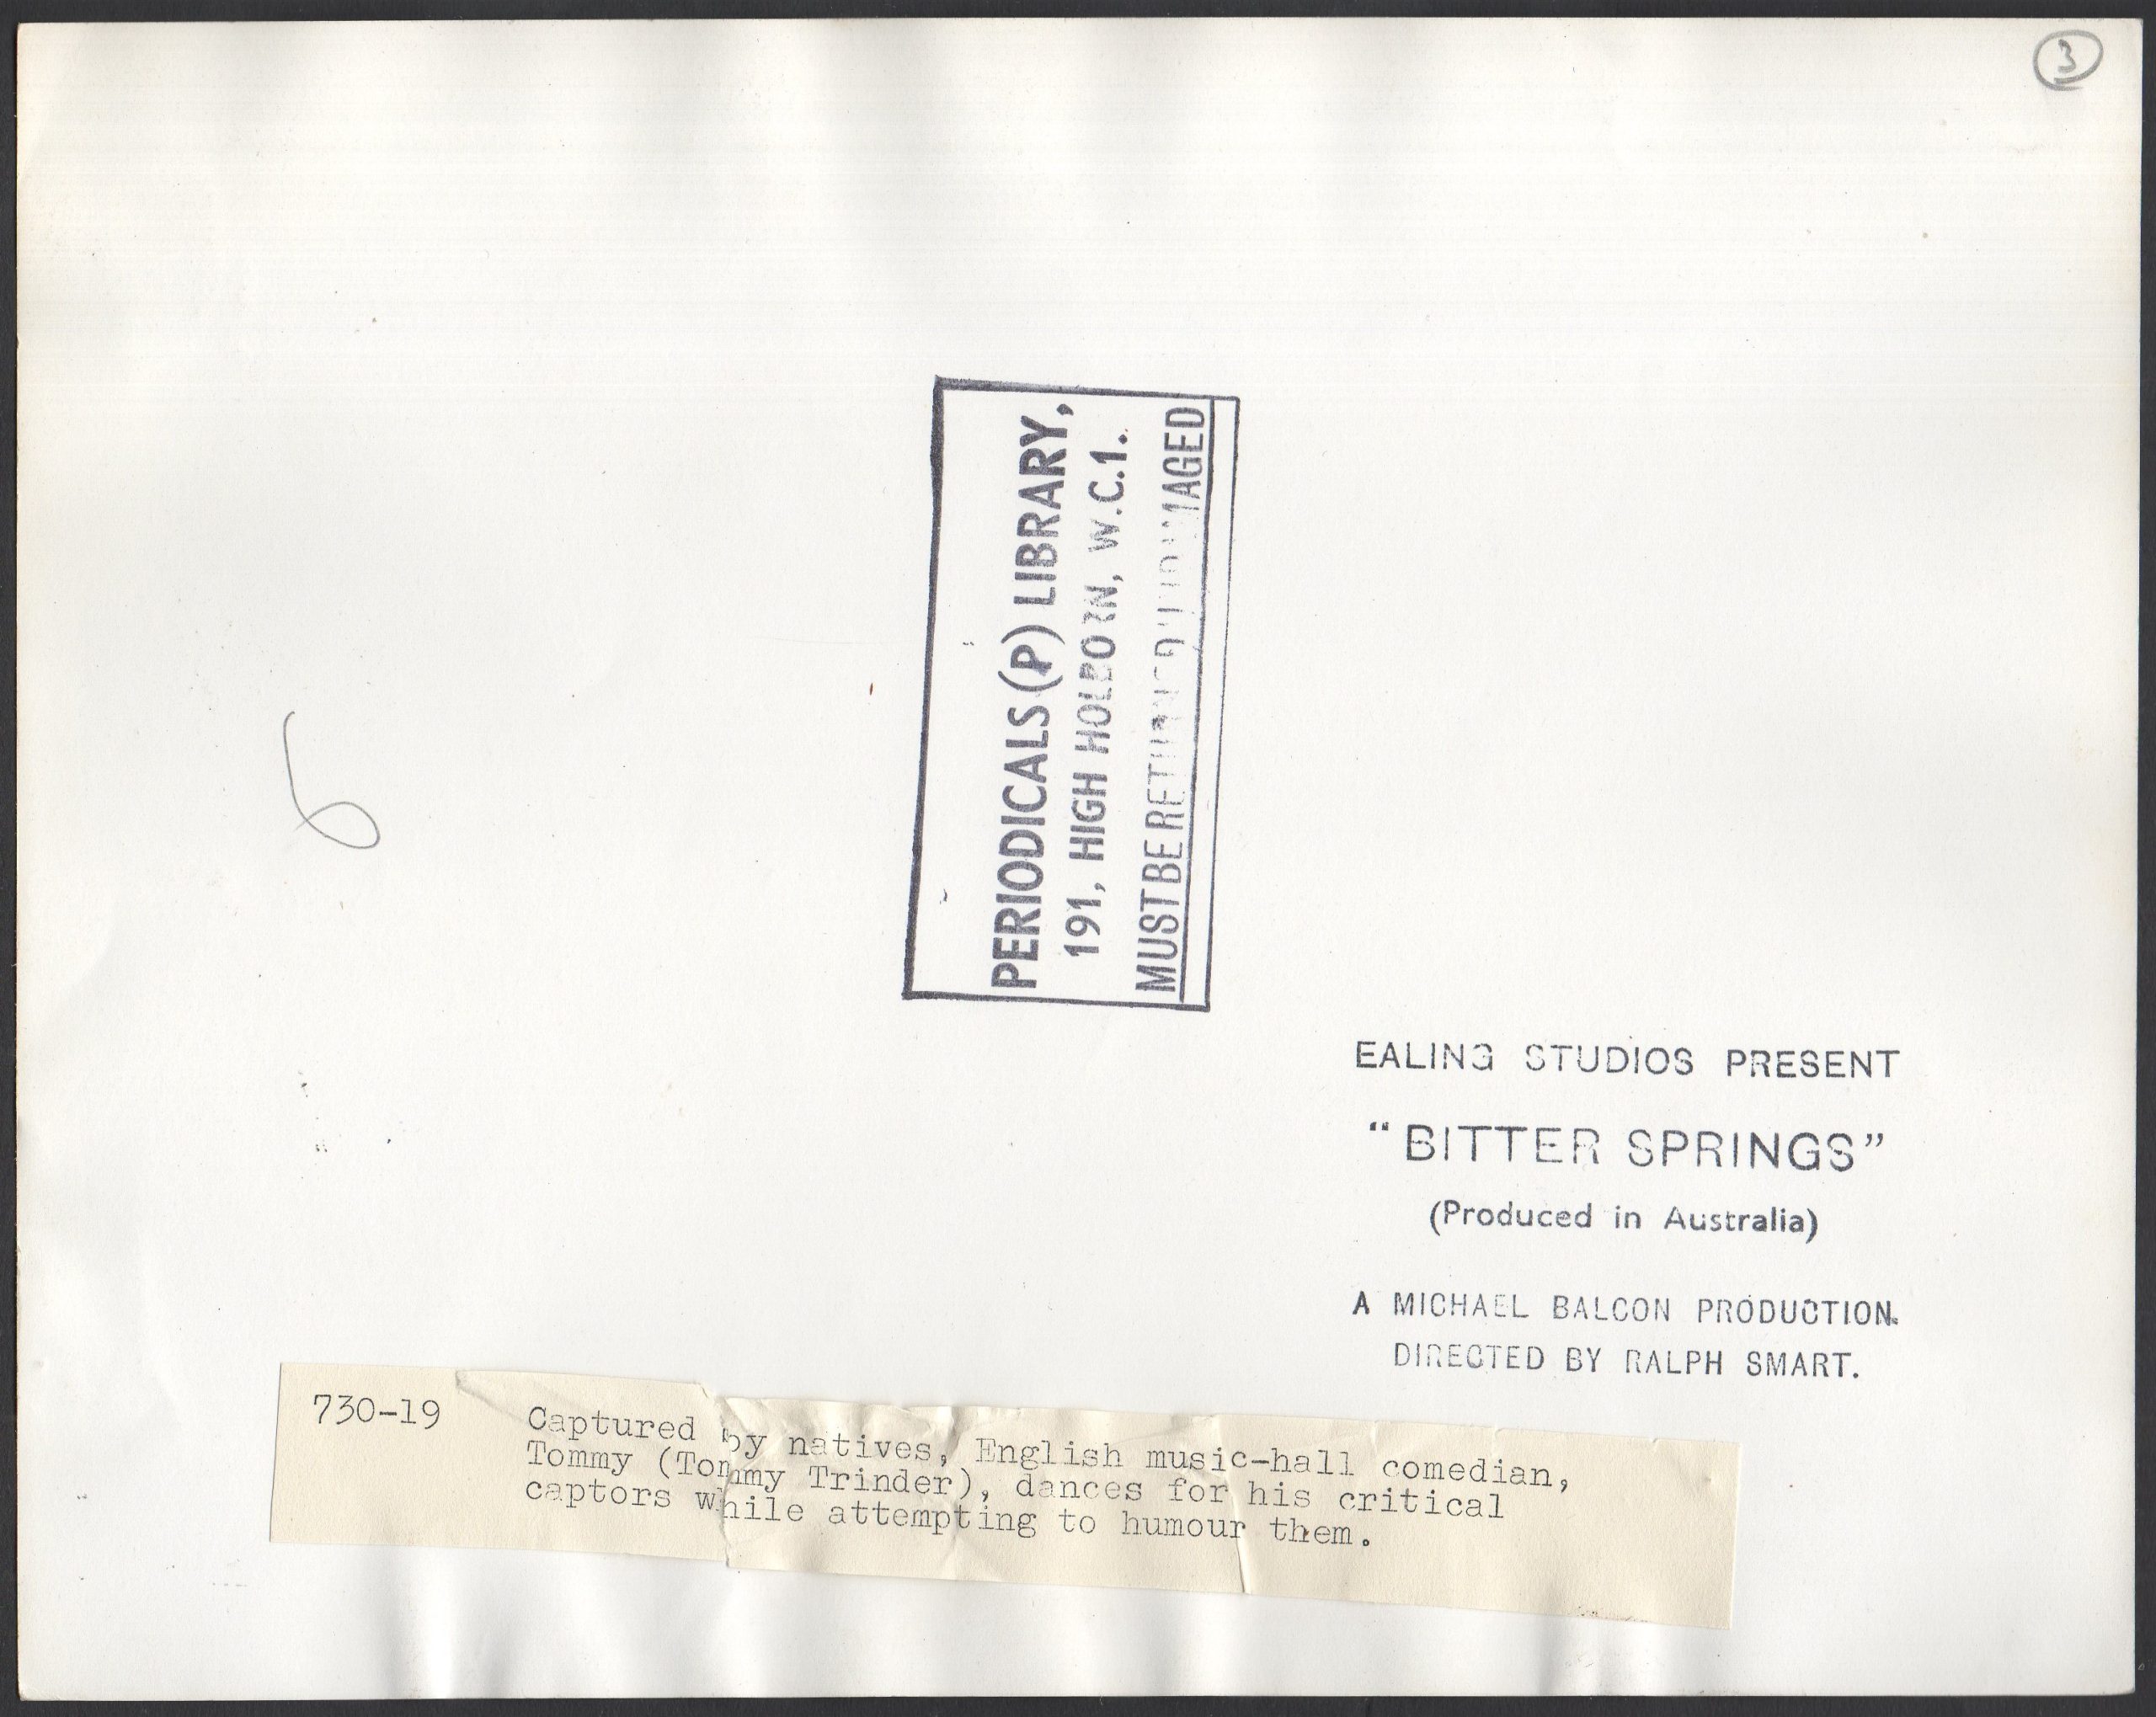 3
PERIODICALS (P) LIBRARY,
191, HIGH HOLBORN, W.C.1.
MUST BE
6
EALING STUDIOS PRESENT
“BITTER SPRINGS”
(Produced in Australia)
A MICHAEL BALCON PRODUCTION.
DIRECTED BY RALPH SMART.
730-19 Captured by natives, English music-hall comedian,
Tommy (Tommy Trinder), dances for his critical
captors while attempting to humour them.